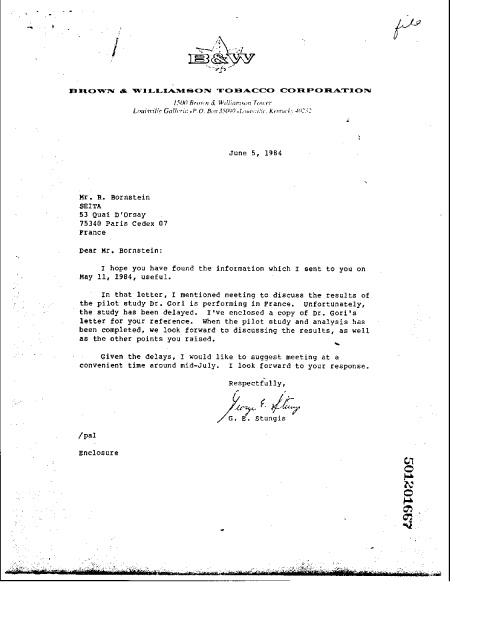 file
B&W
BROWN & WILLIAMSON TOBACCO CORPORATION
1500 Brown & Williamson Tower
Louisville Galleria • P.O. Box 35090 • Louisville, Kentucky 40232
June 5, 1984
Mr. B. Bornstein
SEITA
53 Quai D'Orsay
75340 Paris Cedex 07
France
Dear Mr. Bornstein:
I hope you have found the information which I sent to you on
May 11, 1984, useful.
In that letter, I mentioned meeting to discuss the results of
the pilot study Dr. Gori is performing in France. Unfortunately,
the study has been delayed. I've enclosed a copy of Dr. Gori's
letter for your reference. When the pilot study and analysis has
been completed, we look forward to discussing the results, as well
as the other points you raised.
Given the delays, I would like to suggest meeting at a
convenient time around mid-July. I look forward to your response.
Respectfully,
George E. Stungis
G. E. Stungis
/pal
Enclosure
501201667